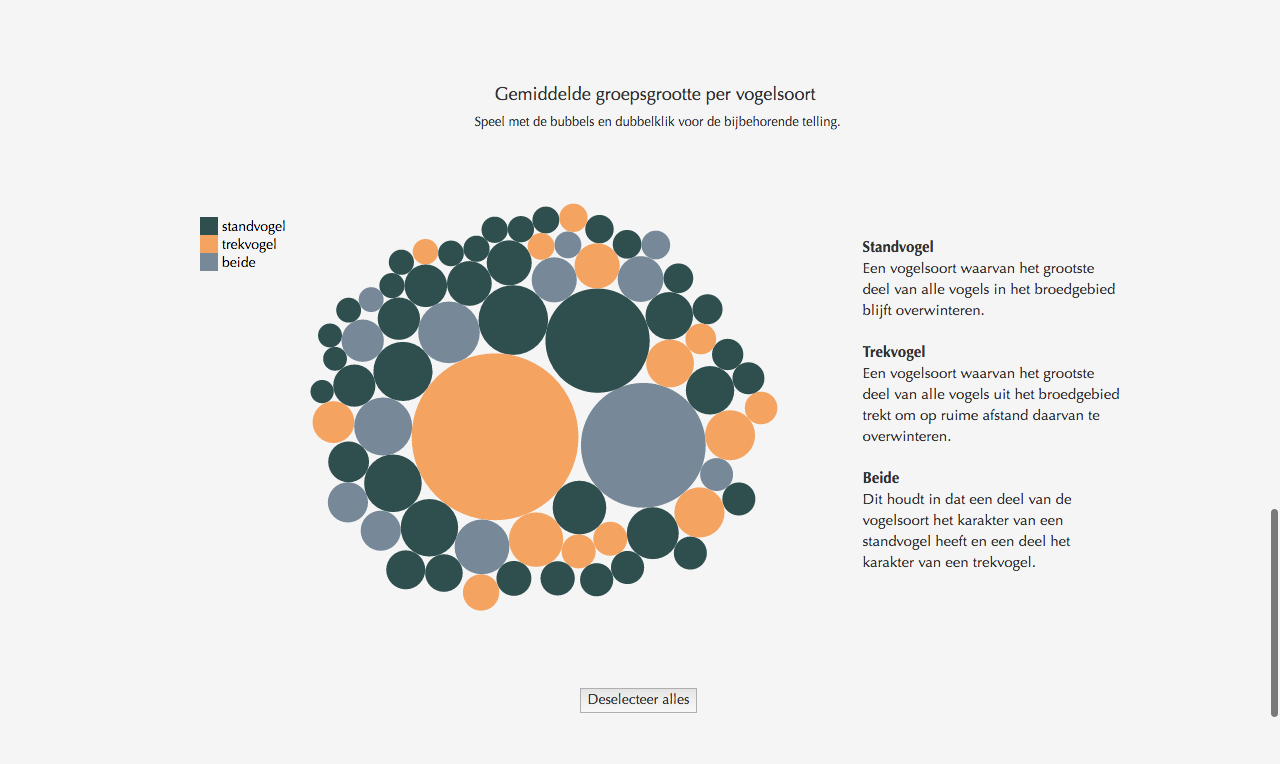 Gemiddelde groepsgrootte per vogelsoort
Speel met de bubbels en dubbelklik voor de bijbehorende telling.
standvogel
trekvogel
beide
Standvogel
Een vogelsoort waarvan het grootste
deel van alle vogels in het broedgebied
blijft overwinteren.
Trekvogel
Een vogelsoort waarvan het grootste
deel van alle vogels uit het broedgebied
trekt om op ruime afstand daarvan te
overwinteren.
Beide
Dit houdt in dat een deel van de
vogelsoort het karakter van een
standvogel heeft en een deel het
karakter van een trekvogel.
Deselecteer alles